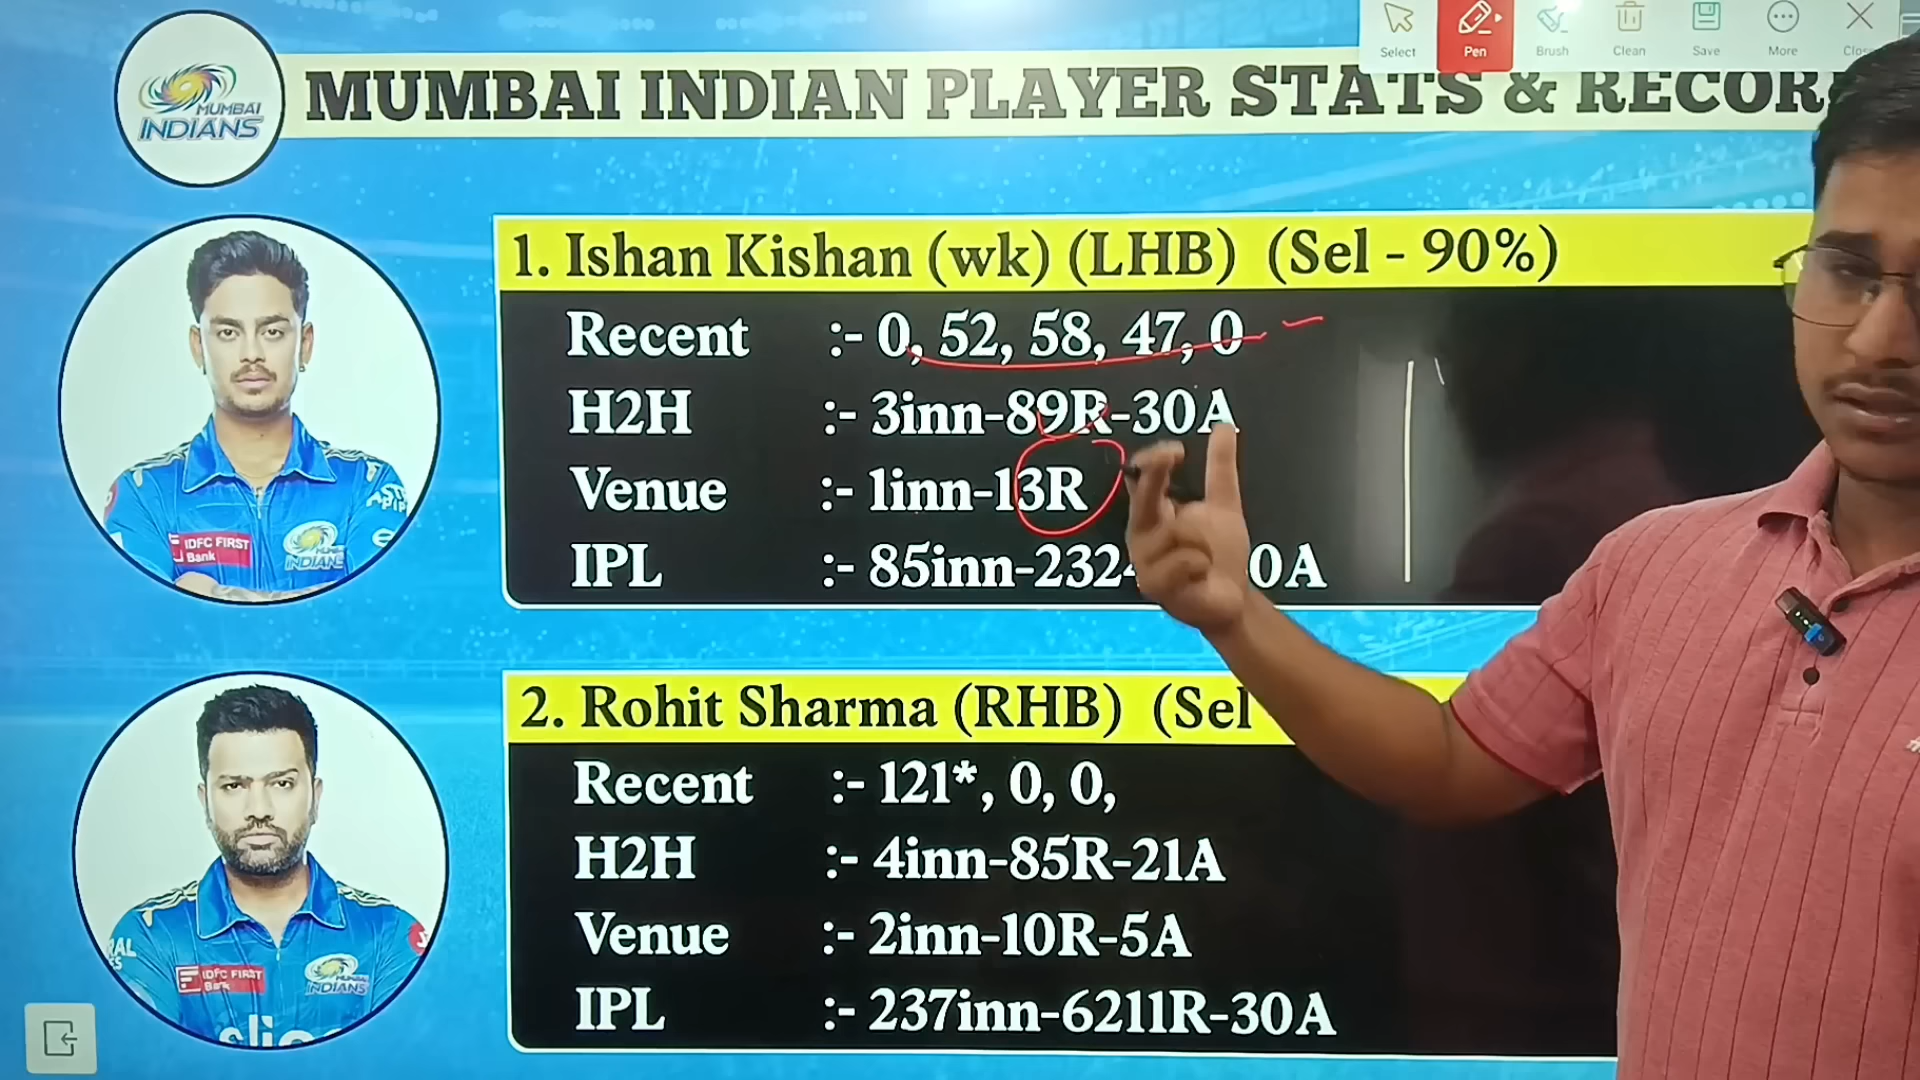 Select Pen Brush Clean Save More Close
MUMBAI INDIANS
MUMBAI INDIAN PLAYER STATS & RECOR
1. Ishan Kishan (wk) (LHB) (Sel - 90%)
Recent :- 0, 52, 58, 47, 0
H2H :- 3inn-89R-30A
Venue :- 1inn-13R
IPL :- 85inn-232 0A
IDFC FIRST
Bank
MUMBAI
INDIANS
2. Rohit Sharma (RHB) (Sel
Recent :- 121*, 0, 0,
H2H :- 4inn-85R-21A
Venue :- 2inn-10R-5A
IPL :- 237inn-6211R-30A
IDFC FIRST
Bank
MUMBAI
INDIANS